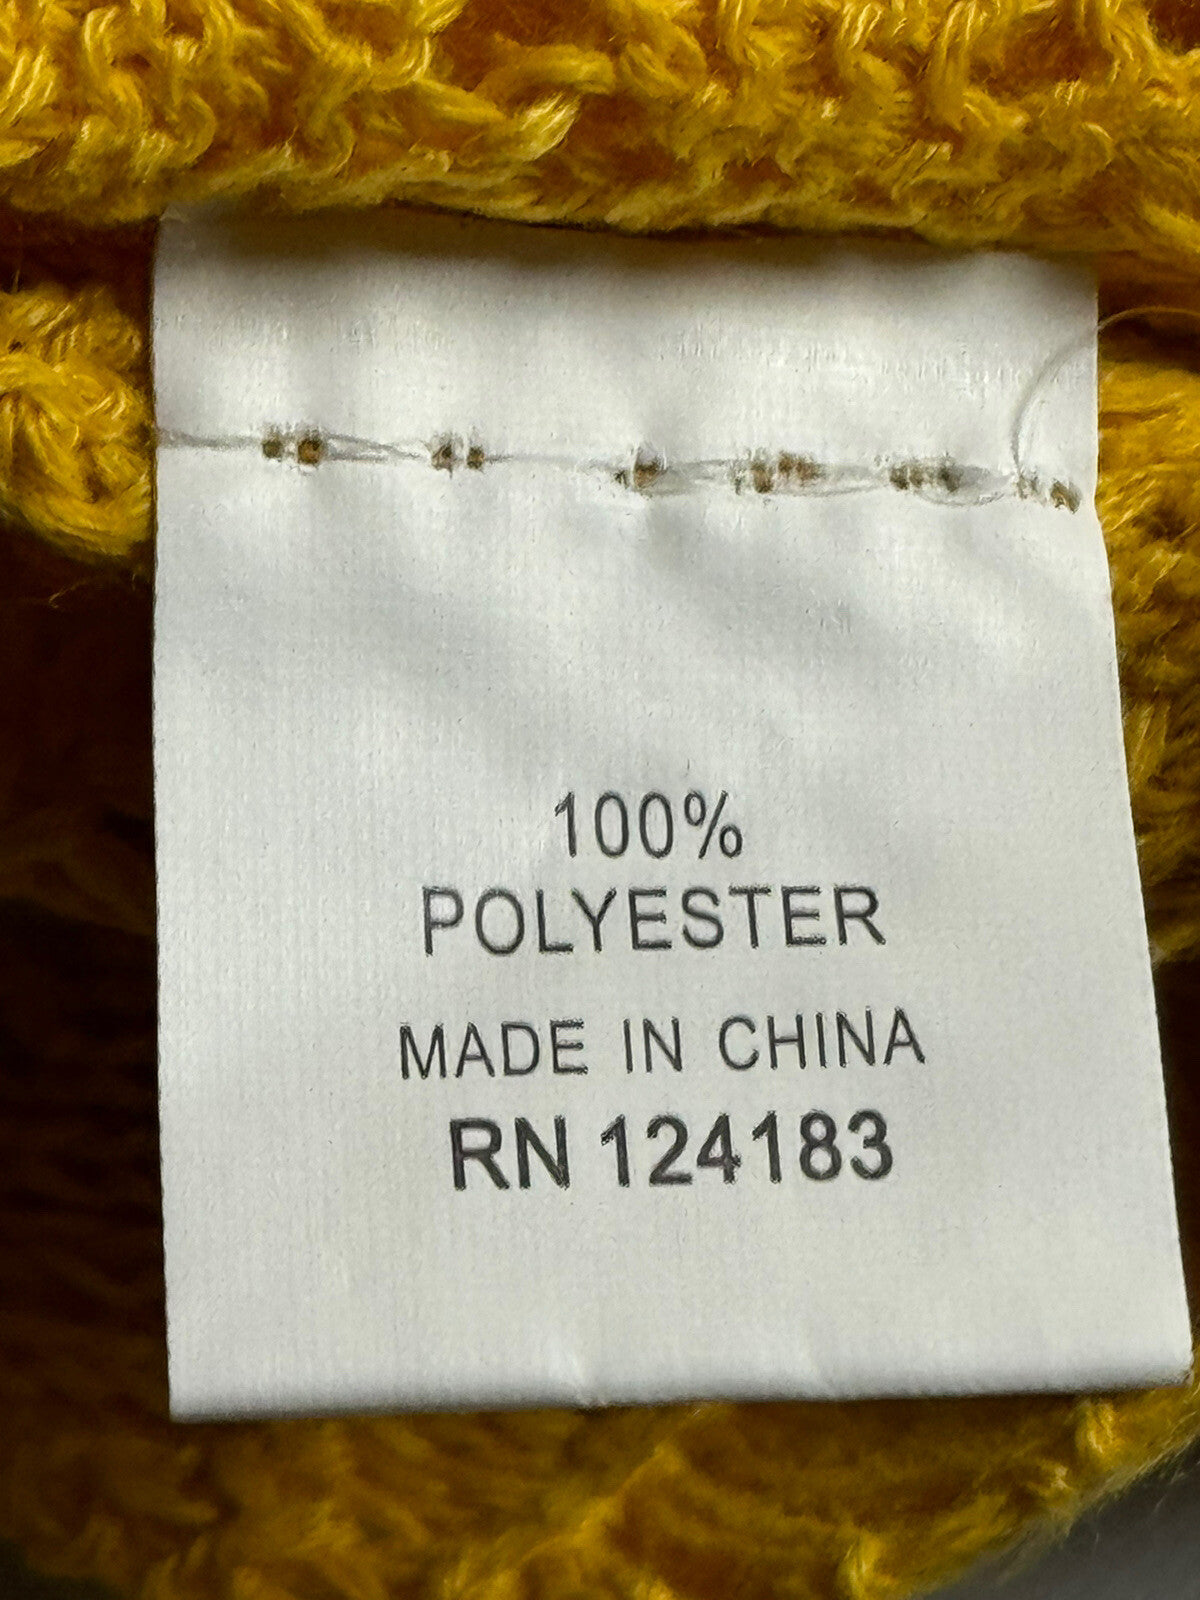 100%
POLYESTER
MADE IN CHINA
RN 124183